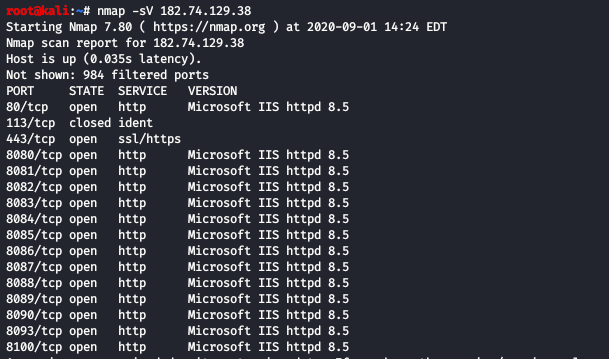 root@kali:~# nmap -sV 182.74.129.38
Starting Nmap 7.80 ( https://nmap.org ) at 2020-09-01 14:24 EDT
Nmap scan report for 182.74.129.38
Host is up (0.035s latency).
Not shown: 984 filtered ports
PORT     STATE  SERVICE   VERSION
80/tcp   open   http      Microsoft IIS httpd 8.5
113/tcp  closed ident
443/tcp  open   ssl/https
8080/tcp open   http      Microsoft IIS httpd 8.5
8081/tcp open   http      Microsoft IIS httpd 8.5
8082/tcp open   http      Microsoft IIS httpd 8.5
8083/tcp open   http      Microsoft IIS httpd 8.5
8084/tcp open   http      Microsoft IIS httpd 8.5
8085/tcp open   http      Microsoft IIS httpd 8.5
8086/tcp open   http      Microsoft IIS httpd 8.5
8087/tcp open   http      Microsoft IIS httpd 8.5
8088/tcp open   http      Microsoft IIS httpd 8.5
8089/tcp open   http      Microsoft IIS httpd 8.5
8090/tcp open   http      Microsoft IIS httpd 8.5
8093/tcp open   http      Microsoft IIS httpd 8.5
8100/tcp open   http      Microsoft IIS httpd 8.5